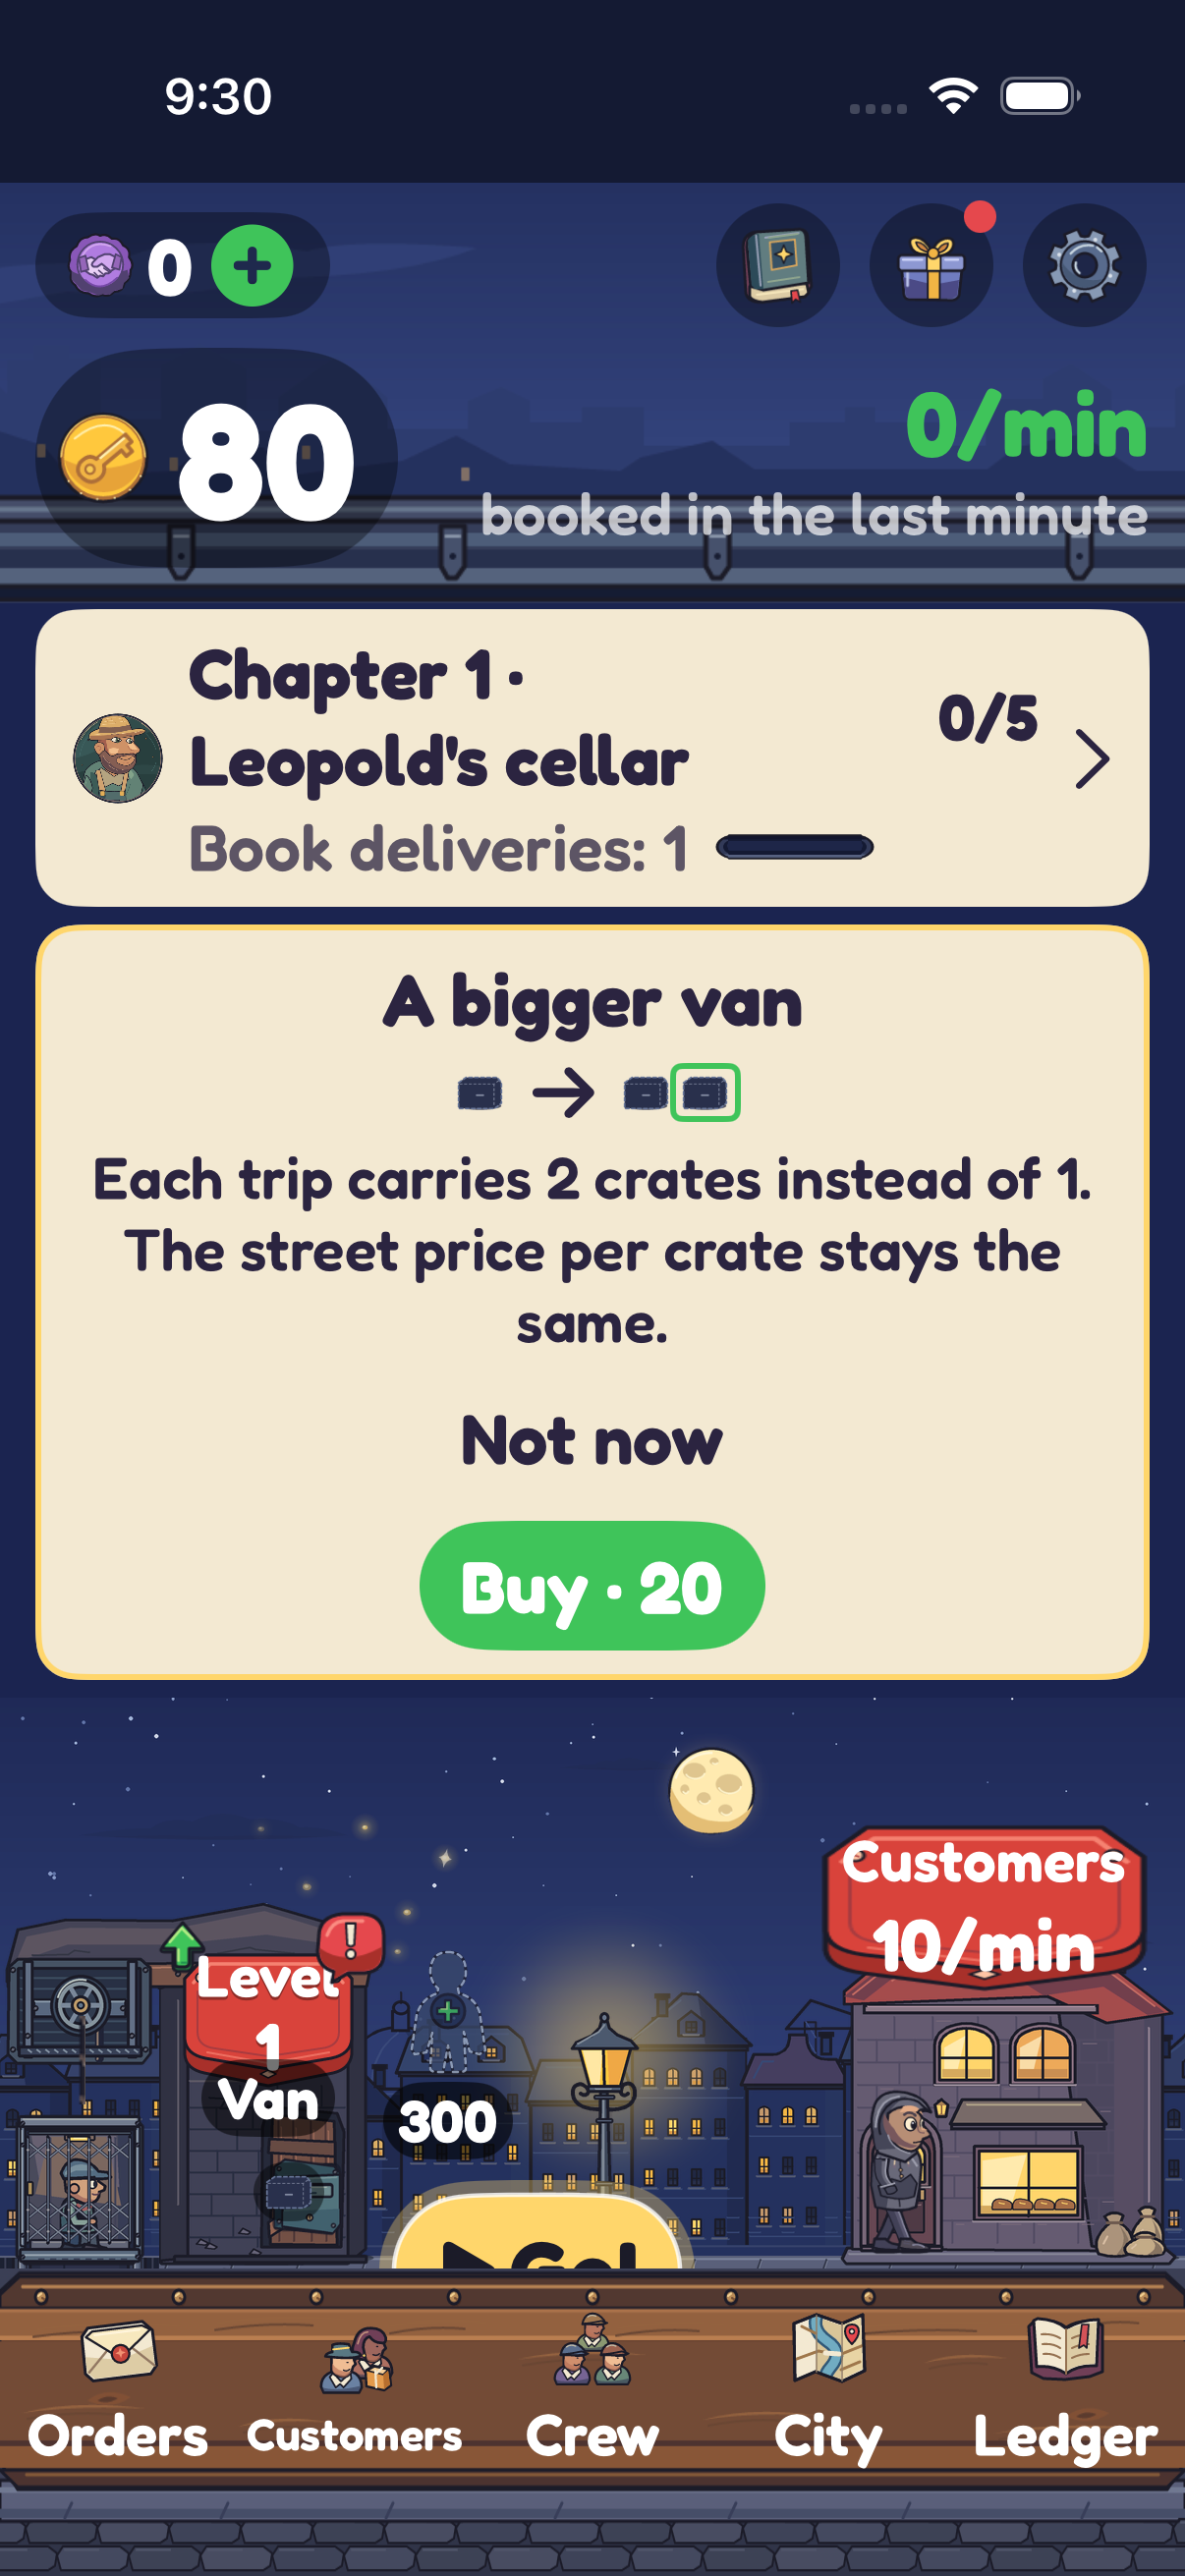 9:30
0
80
0/min
booked in the last minute
Chapter 1 ·
Leopold's cellar
0/5
Book deliveries: 1
A bigger van
Each trip carries 2 crates instead of 1.
The street price per crate stays the
same.
Not now
Buy · 20
Customers
10/min
Level
1
Van
300
Go!
Orders
Customers
Crew
City
Ledger